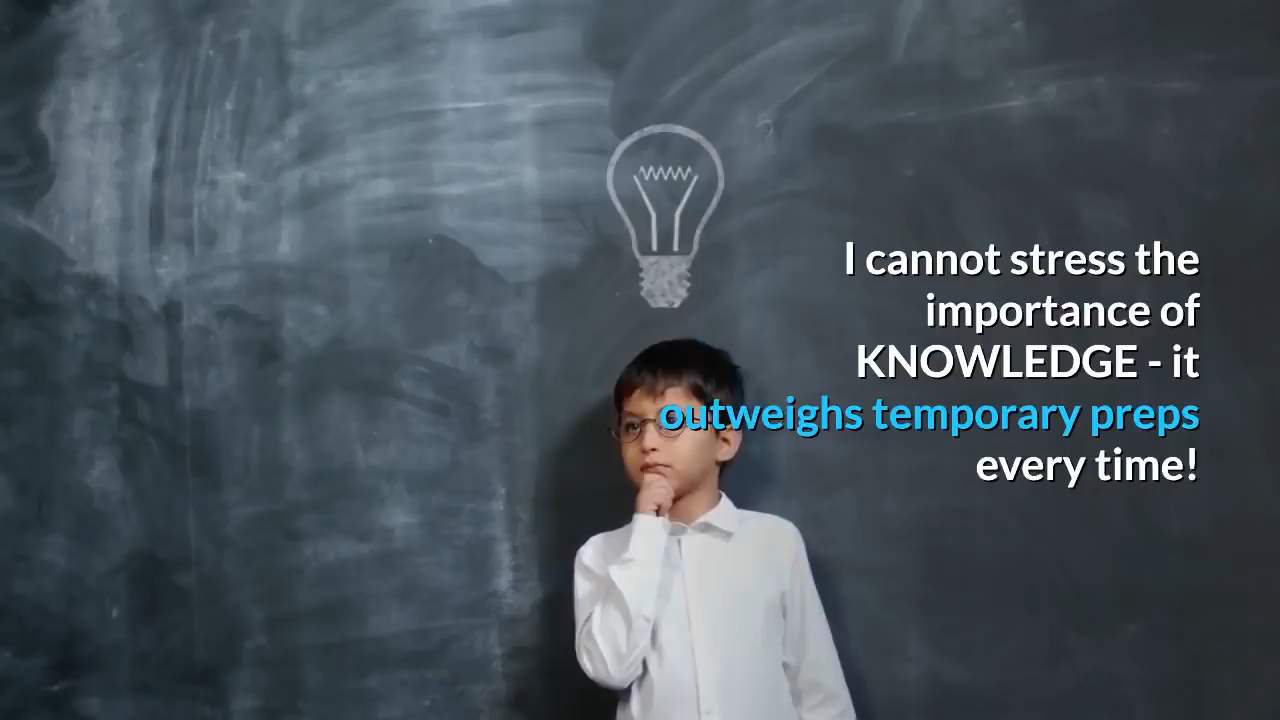 I cannot stress the
importance of
KNOWLEDGE - it
outweighs temporary preps
every time!